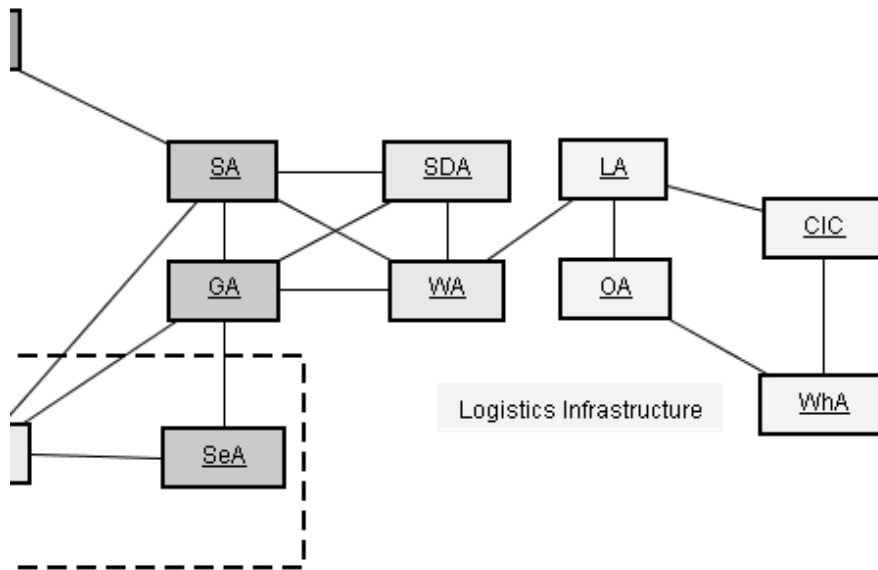 SA
SDA
LA
CIC
GA
WA
OA
WhA
Logistics Infrastructure
SeA